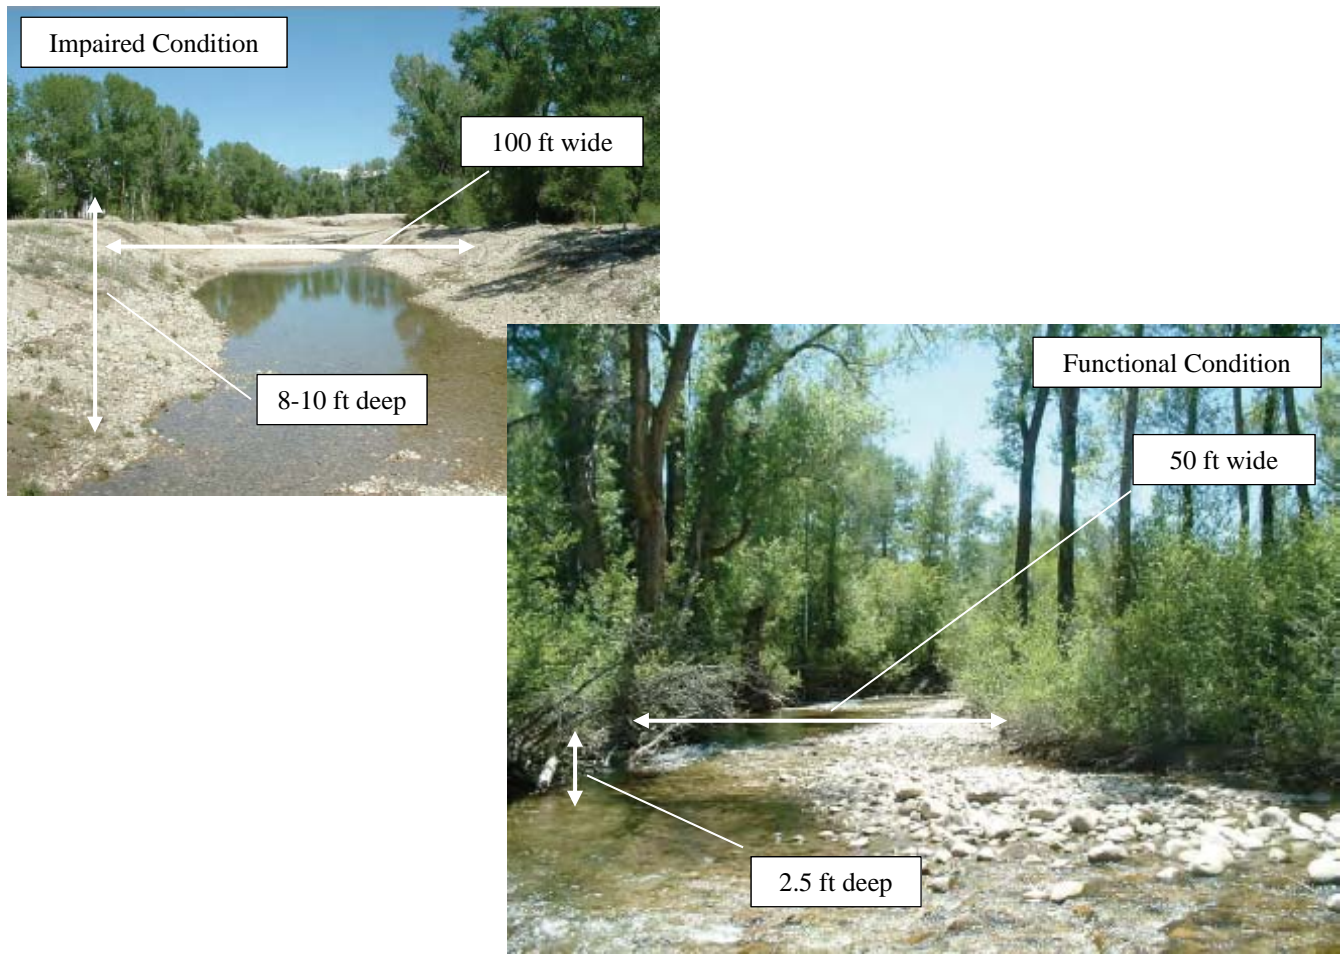 Impaired Condition
100 ft wide
8-10 ft deep
Functional Condition
50 ft wide
2.5 ft deep